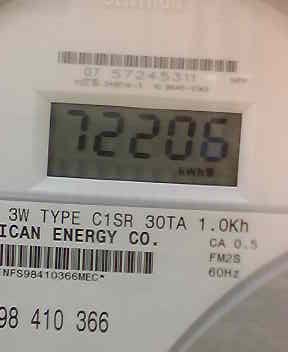 CENTRON
07 57245311
72206
kWh
3W TYPE C1SR 30TA 1.0Kh
ICAN ENERGY CO.
CA 0.5
FM2S
60Hz
NFS98410366MEC*
98 410 366